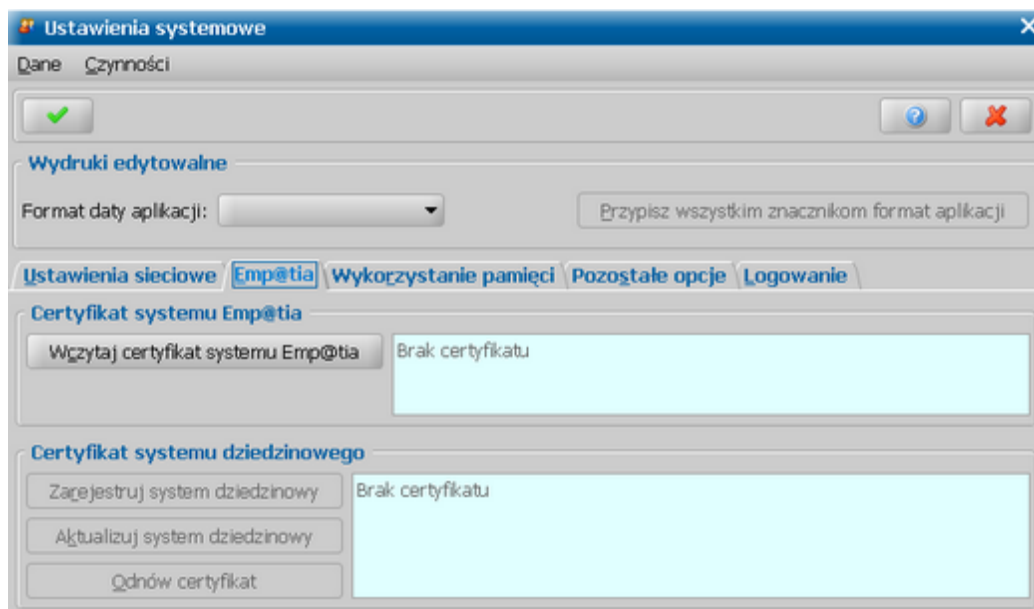 Ustawienia systemowe
Dane Czynności
Wydruki edytowalne
Format daty aplikacji: Przypisz wszystkim znacznikom format aplikacji
Ustawienia sieciowe Emp@tia Wykorzystanie pamięci Pozostałe opcje Logowanie
Certyfikat systemu Emp@tia
Wczytaj certyfikat systemu Emp@tia Brak certyfikatu
Certyfikat systemu dziedzinowego
Zarejestruj system dziedzinowy Brak certyfikatu
Aktualizuj system dziedzinowy
Odnów certyfikat